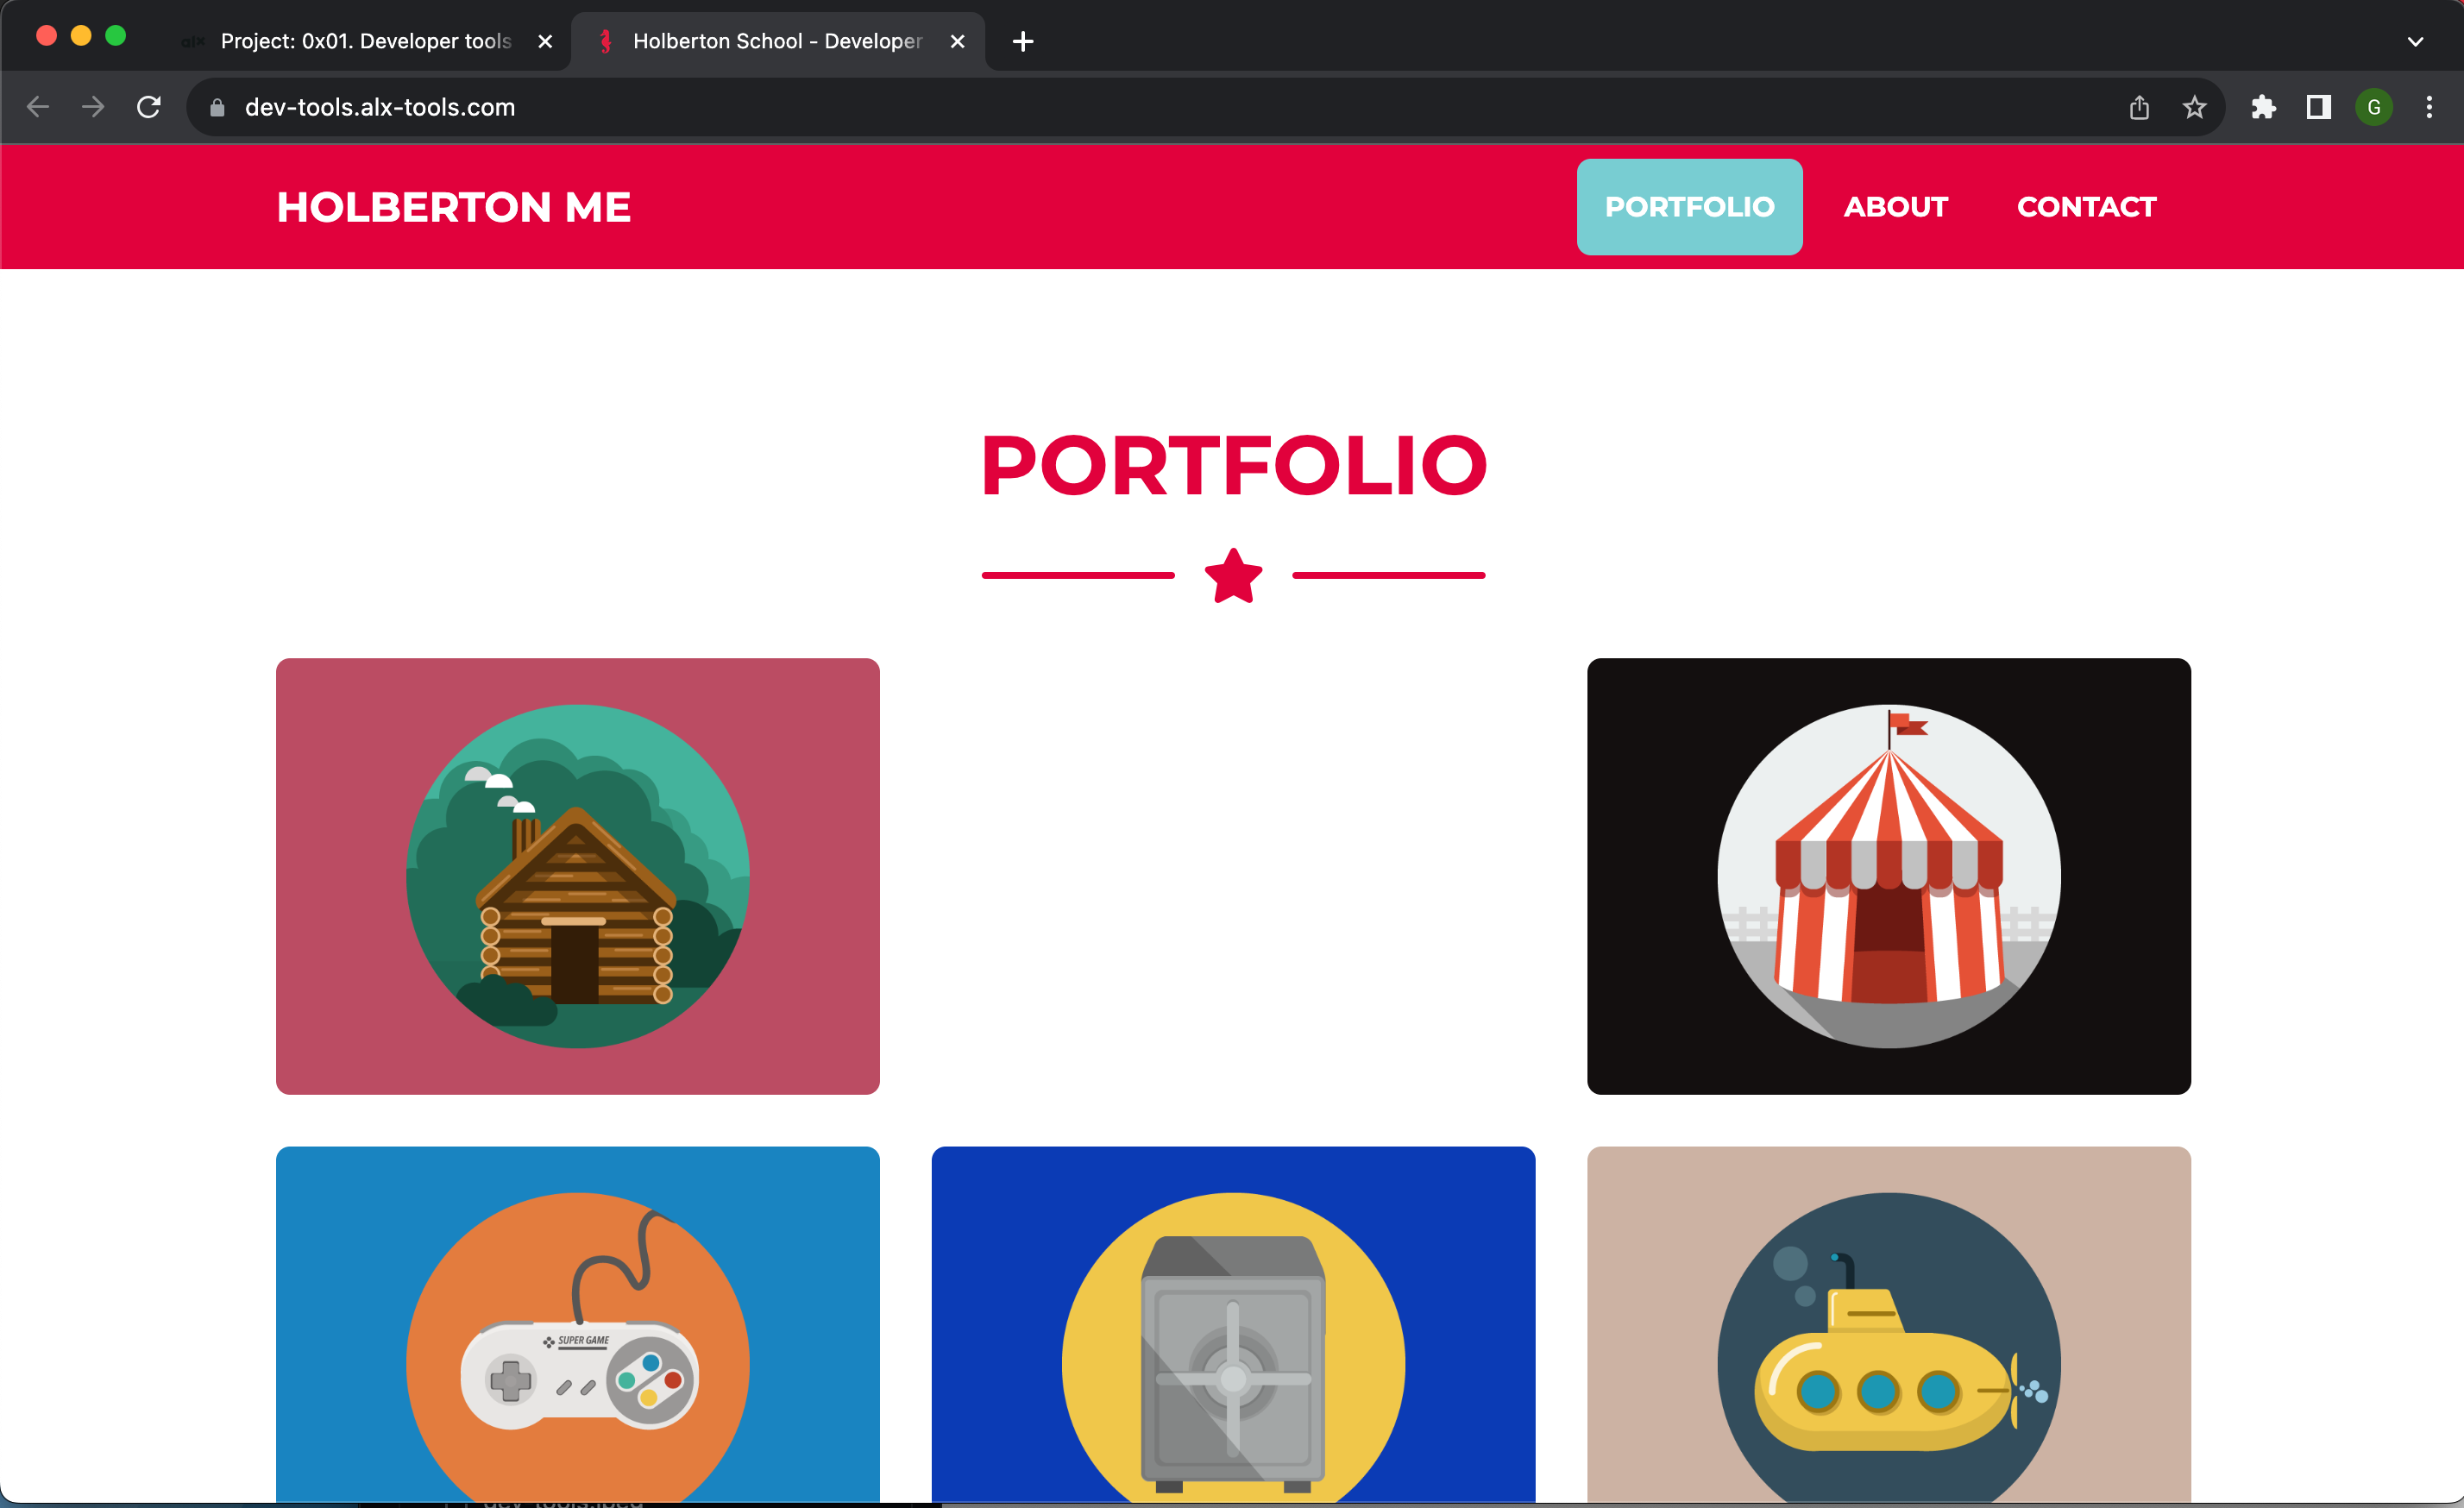 alx Project: 0x01. Developer tools
Holberton School - Developer
dev-tools.alx-tools.com
G
HOLBERTON ME
PORTFOLIO
ABOUT
CONTACT
PORTFOLIO
SUPER GAME